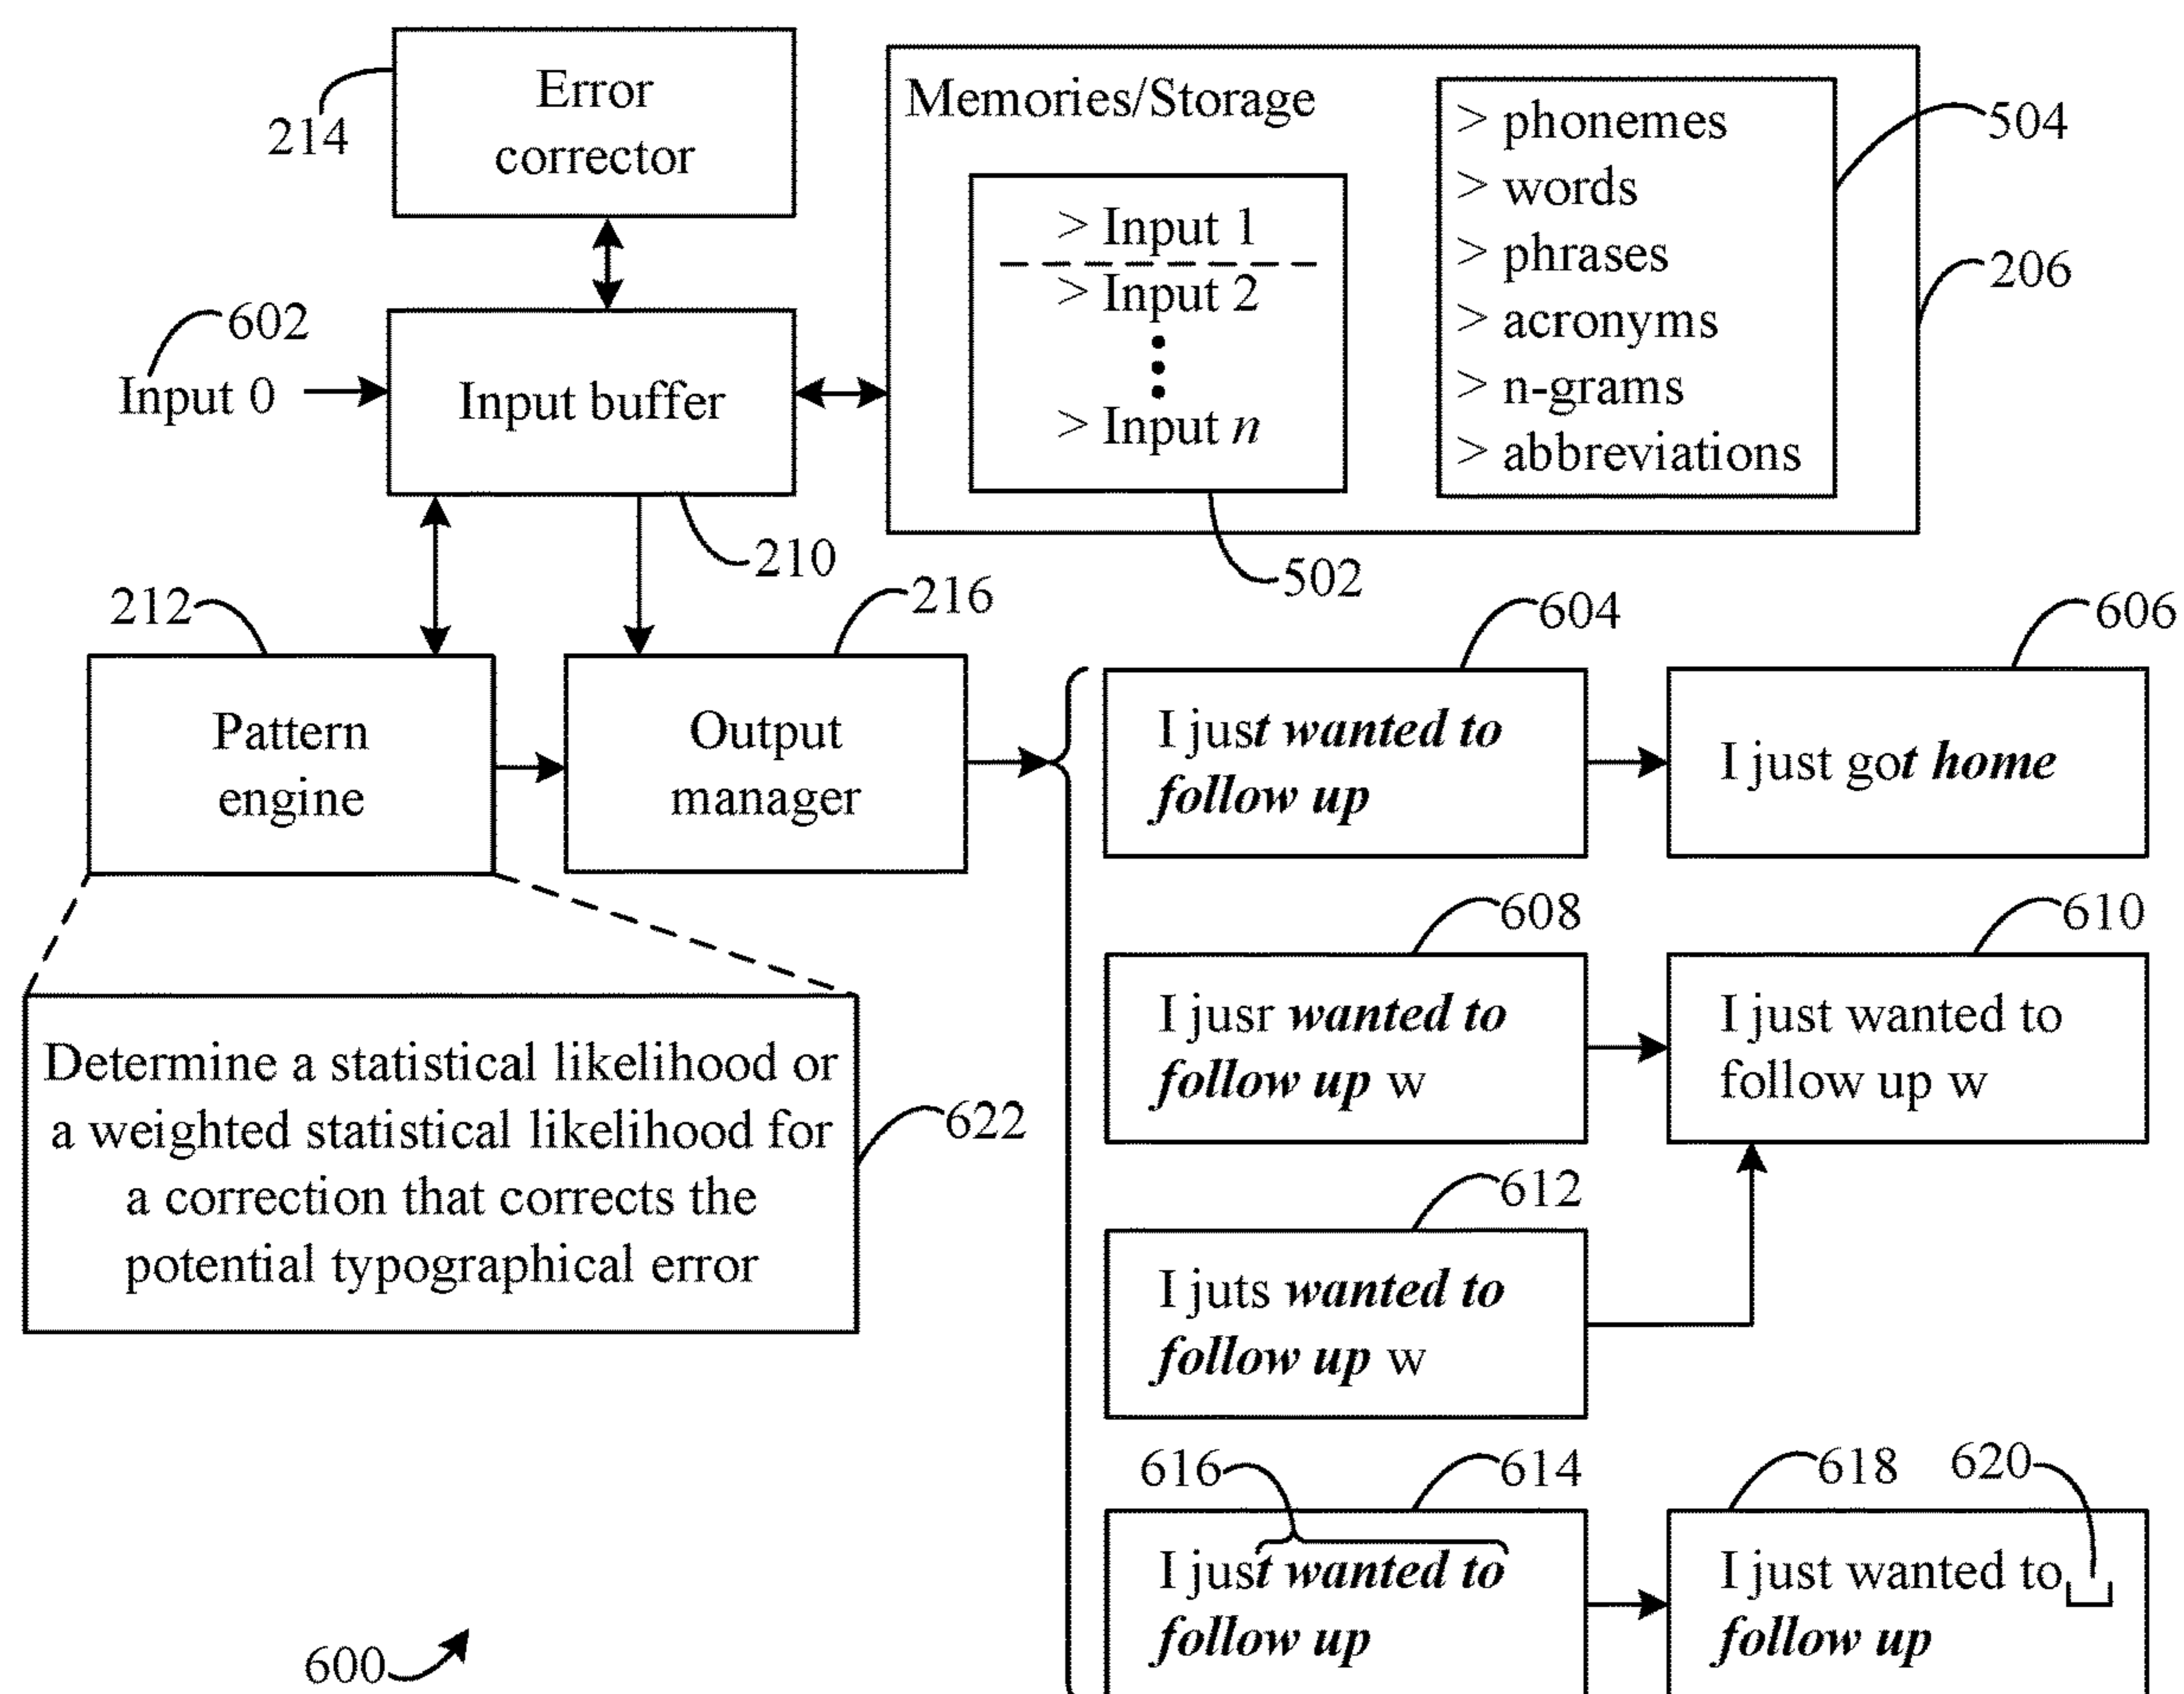 Error
corrector
214
Memories/Storage
> Input 1
> Input 2
> Input n
> phonemes
> words
> phrases
> acronyms
> n-grams
> abbreviations
504
206
602
Input 0
Input buffer
210
502
212
216
604
606
Pattern
engine
Output
manager
I just wanted to
follow up
I just got home
608
610
I jusr wanted to
follow up w
I just wanted to
follow up w
Determine a statistical likelihood or
a weighted statistical likelihood for
a correction that corrects the
potential typographical error
622
612
I juts wanted to
follow up w
616
614
618
620
I just wanted to
follow up
I just wanted to
follow up
600